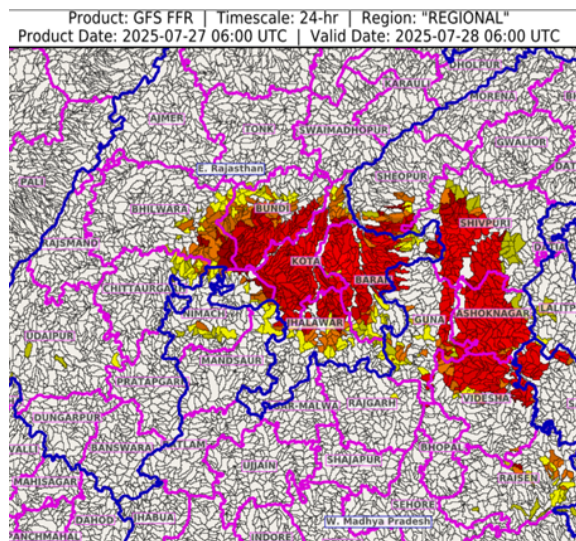 Product: GFS FFR | Timescale: 24-hr | Region: "REGIONAL"
Product Date: 2025-07-27 06:00 UTC | Valid Date: 2025-07-28 06:00 UTC
DHOLPUR
KARAULI
MORENA
AJMER
TONK
SWAIMADHOPUR
GWALIOR
E. Rajasthan
SHEOPUR
PALI
BHILWARA
BUNDI
SHIVPURI
RAJSMAND
KOTA
BARAN
CHITTAURGARH
NIMACH
JHALAWAR
GUNA
ASHOKNAGAR
UDAIPUR
MANDSAUR
PRATAPGARH
VIDESHA
RAJGARH
DUNGARPUR
BANSWARA
BHOPAL
UJJAIN
SHAJAPUR
RAISEN
MAHISAGAR
SEHORE
DAHOD
JHABUA
W. Madhya Pradesh
PANCHMAHAL
INDORE